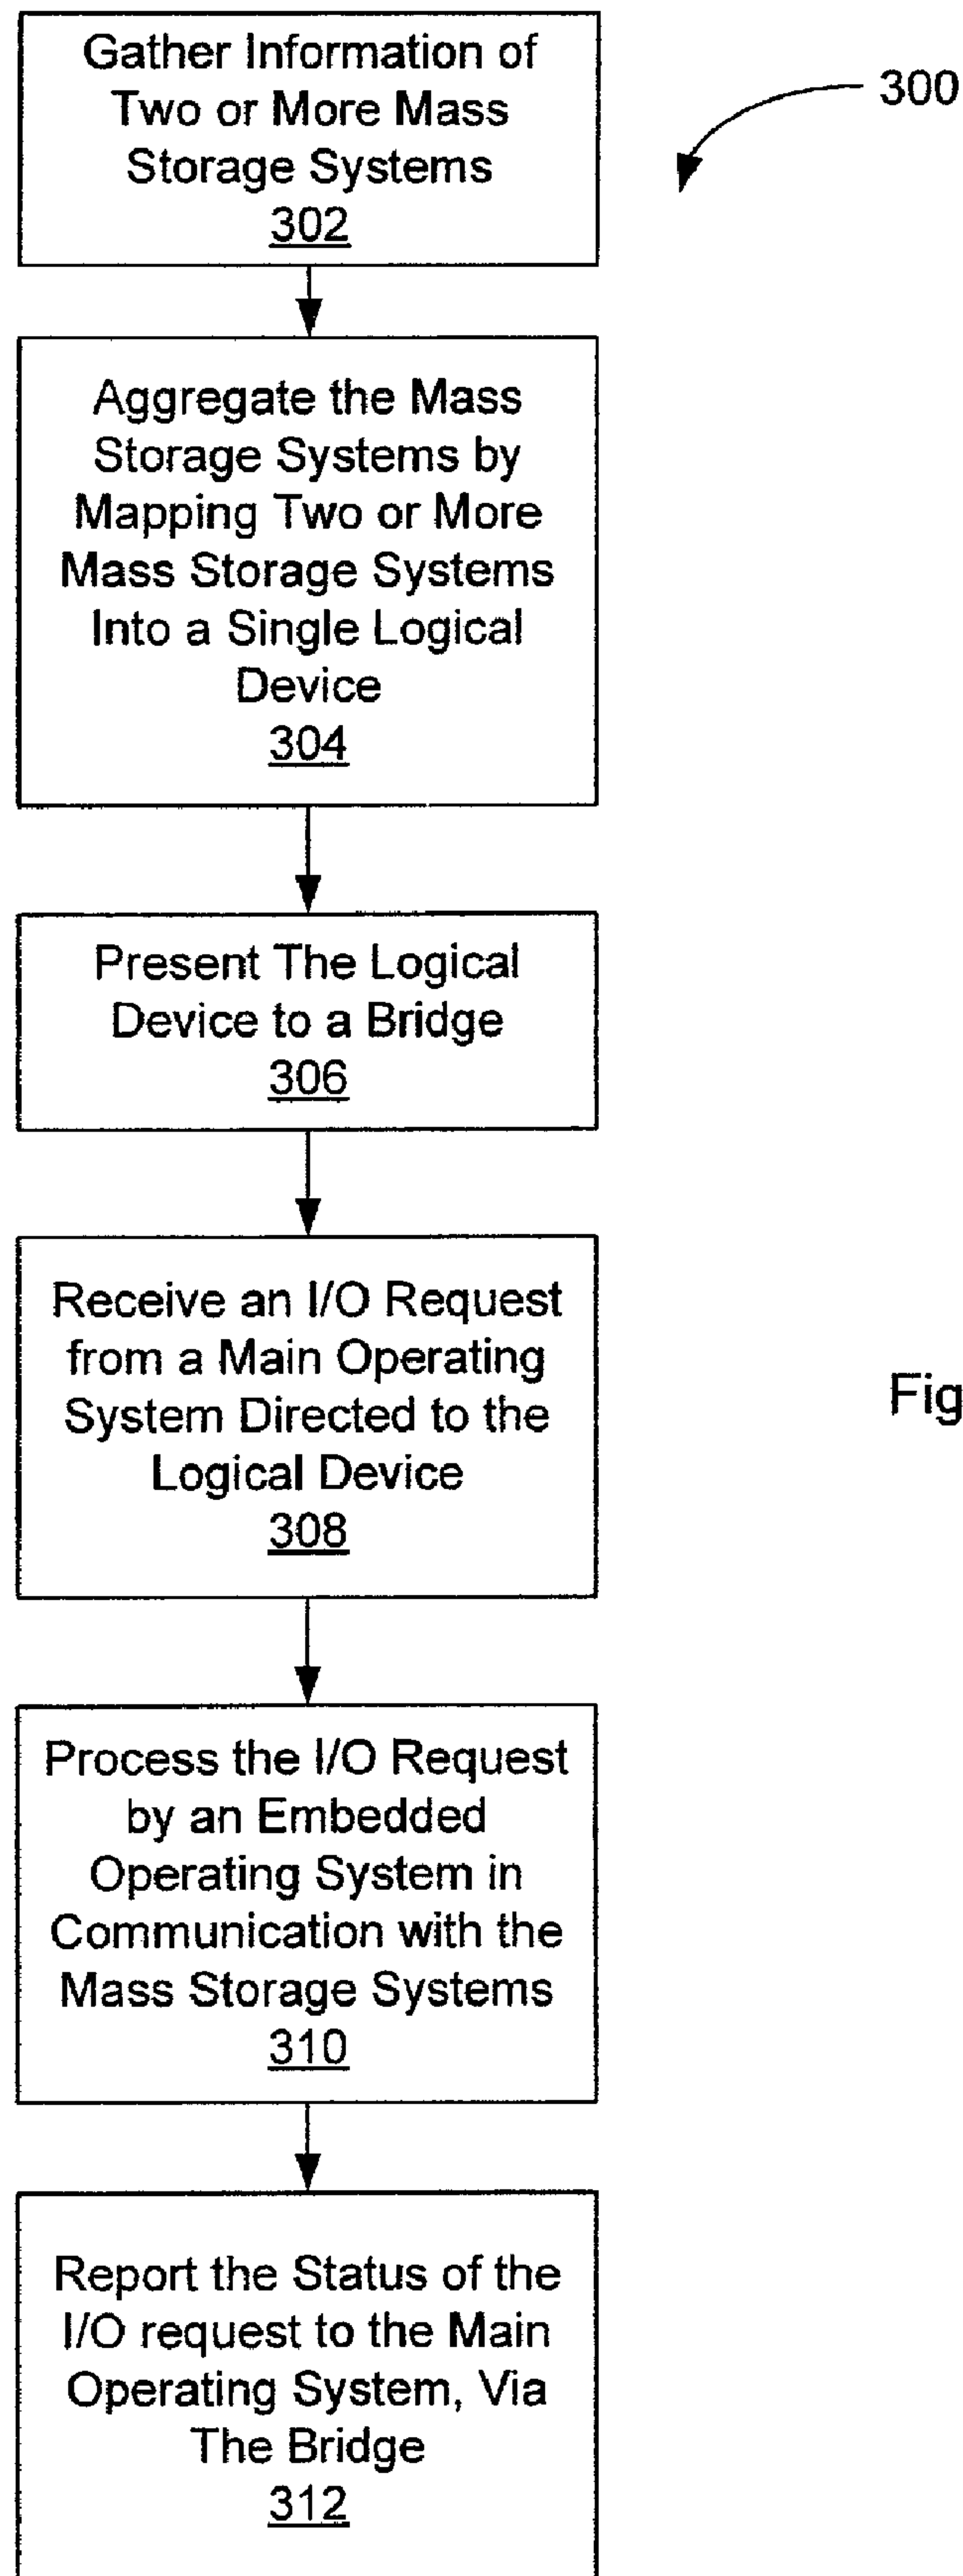 Gather Information of
Two or More Mass
Storage Systems
302
300
Aggregate the Mass
Storage Systems by
Mapping Two or More
Mass Storage Systems
Into a Single Logical
Device
304
Present The Logical
Device to a Bridge
306
Receive an I/O Request
from a Main Operating
System Directed to the
Logical Device
308
Fig
Process the I/O Request
by an Embedded
Operating System in
Communication with the
Mass Storage Systems
310
Report the Status of the
I/O request to the Main
Operating System, Via
The Bridge
312